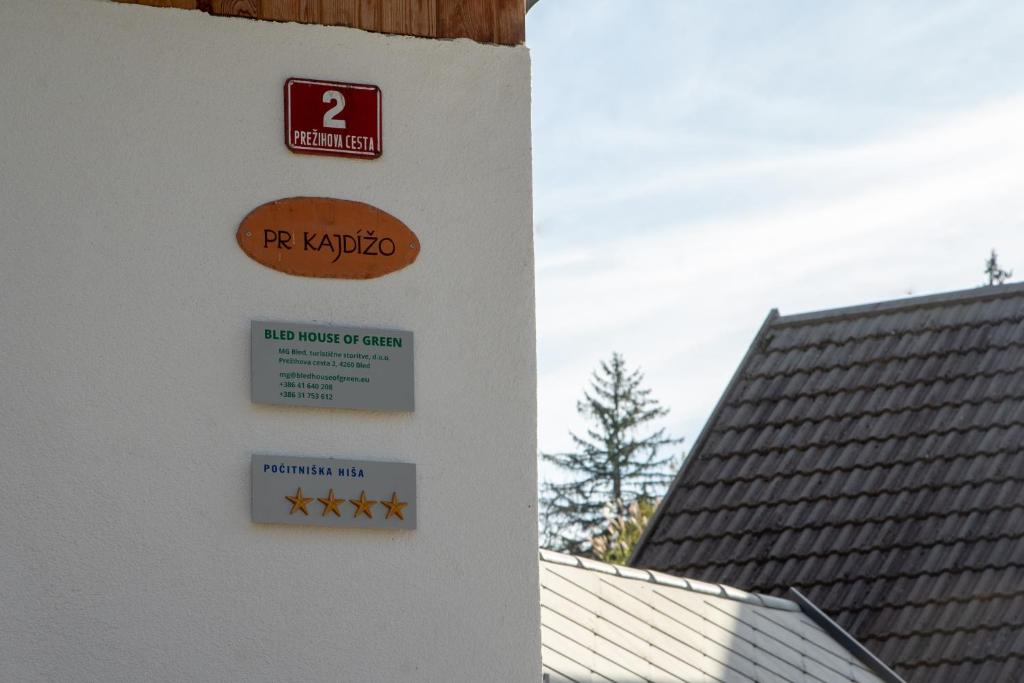 2
PREŽIHOVA CESTA
PR KAJDÍŽO
BLED HOUSE OF GREEN
MG Bled, turistične storitve, d.o.o.
Prežihova cesta 2, 4260 Bled
mg@bledhouseofgreen.eu
+386 41 640 208
+386 31 753 612
POČITNIŠKA HIŠA